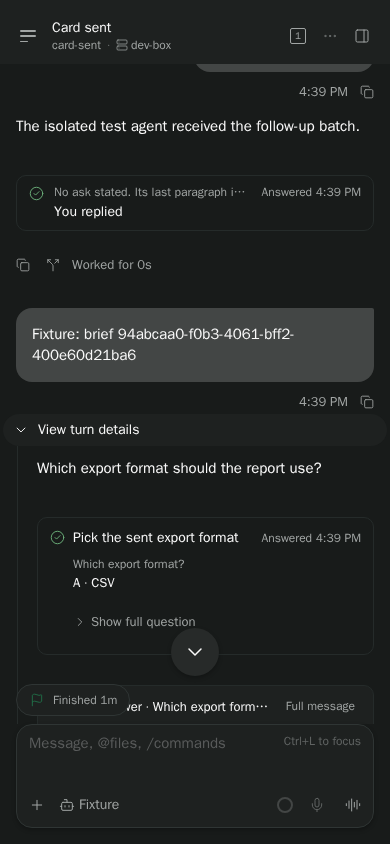 Card sent
card-sent · dev-box
1
4:39 PM
The isolated test agent received the follow-up batch.
No ask stated. Its last paragraph i··· Answered 4:39 PM
You replied
Worked for 0s
Fixture: brief 94abcaa0-f0b3-4061-bff2-
400e60d21ba6
4:39 PM
View turn details
Which export format should the report use?
Pick the sent export format Answered 4:39 PM
Which export format?
A · CSV
Show full question
Finished 1m
ver · Which export form··· Full message
Message, @files, /commands Ctrl+L to focus
Fixture